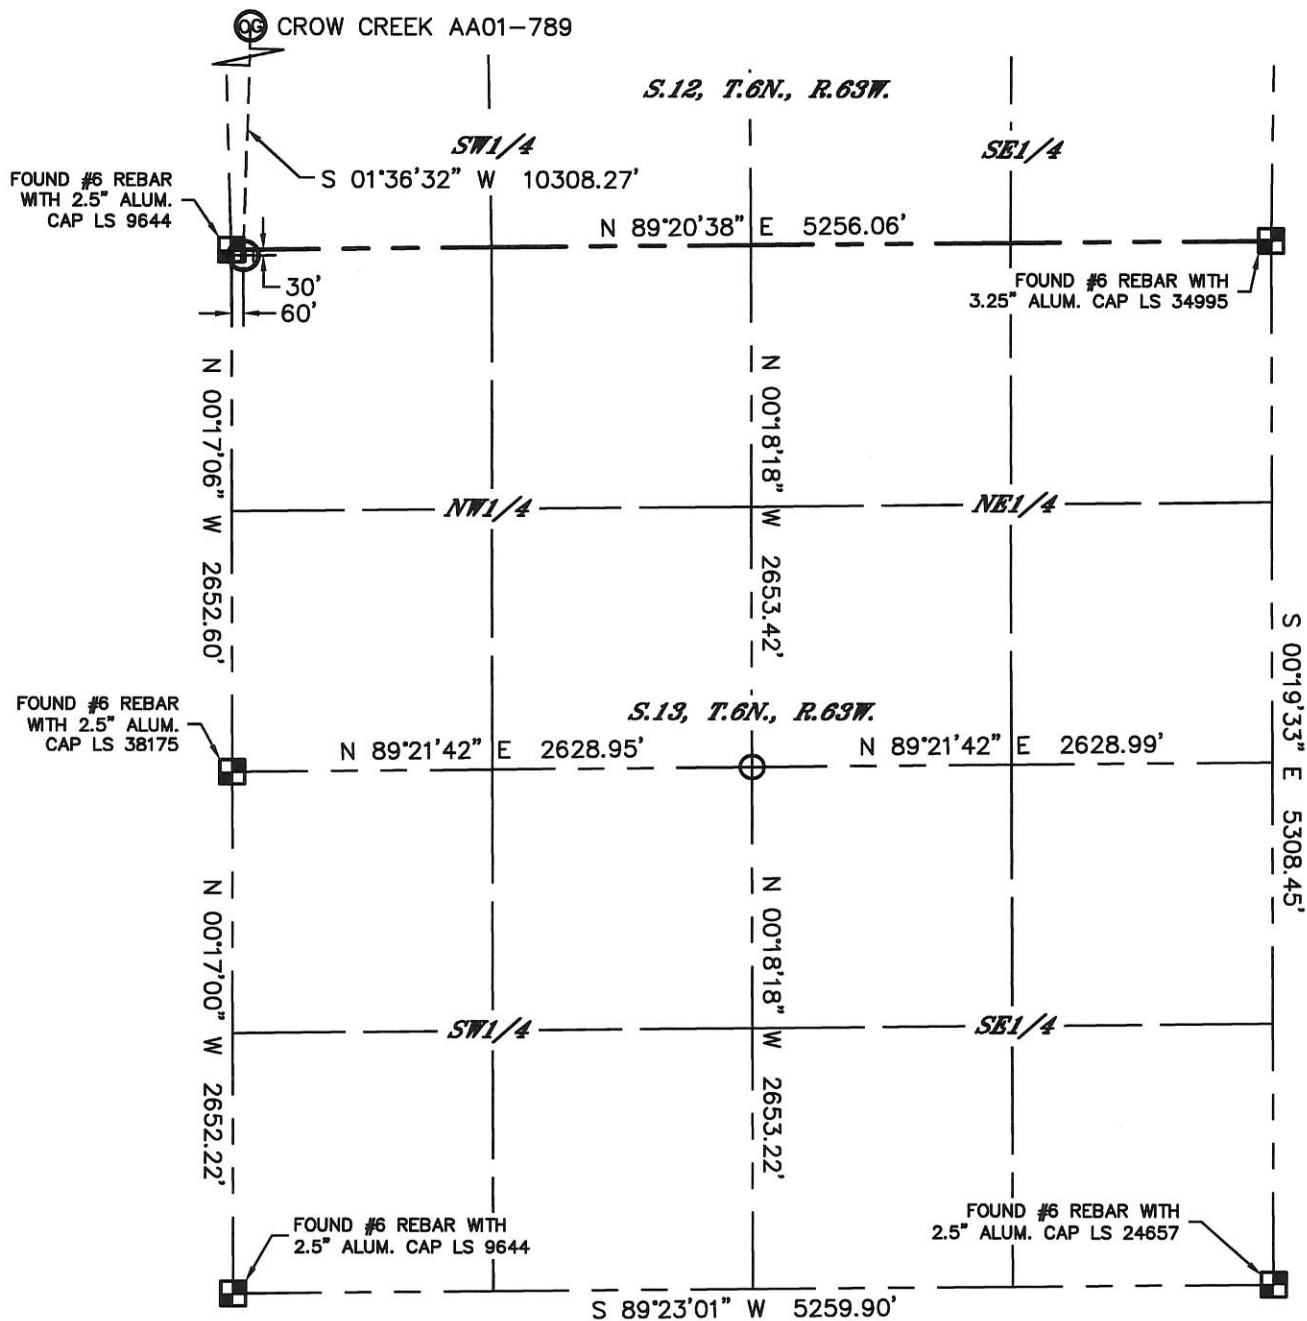 OG CROW CREEK AA01-789
S.12, T.6N., R.63W.
SW1/4
SE1/4
FOUND #6 REBAR
WITH 2.5" ALUM.
CAP LS 9644
S 01°36'32" W 10308.27'
N 89°20'38" E 5256.06'
30'
60'
FOUND #6 REBAR WITH
3.25" ALUM. CAP LS 34995
N 00°17'06" W 2652.60'
N 00°18'18" W 2653.42'
NW1/4
NE1/4
S 00°19'33" E 5308.45'
FOUND #6 REBAR
WITH 2.5" ALUM.
CAP LS 38175
S.13, T.6N., R.63W.
N 89°21'42" E 2628.95'
N 89°21'42" E 2628.99'
N 00°17'00" W 2652.22'
N 00°18'18" W 2653.22'
SW1/4
SE1/4
FOUND #6 REBAR WITH
2.5" ALUM. CAP LS 9644
FOUND #6 REBAR WITH
2.5" ALUM. CAP LS 24657
S 89°23'01" W 5259.90'